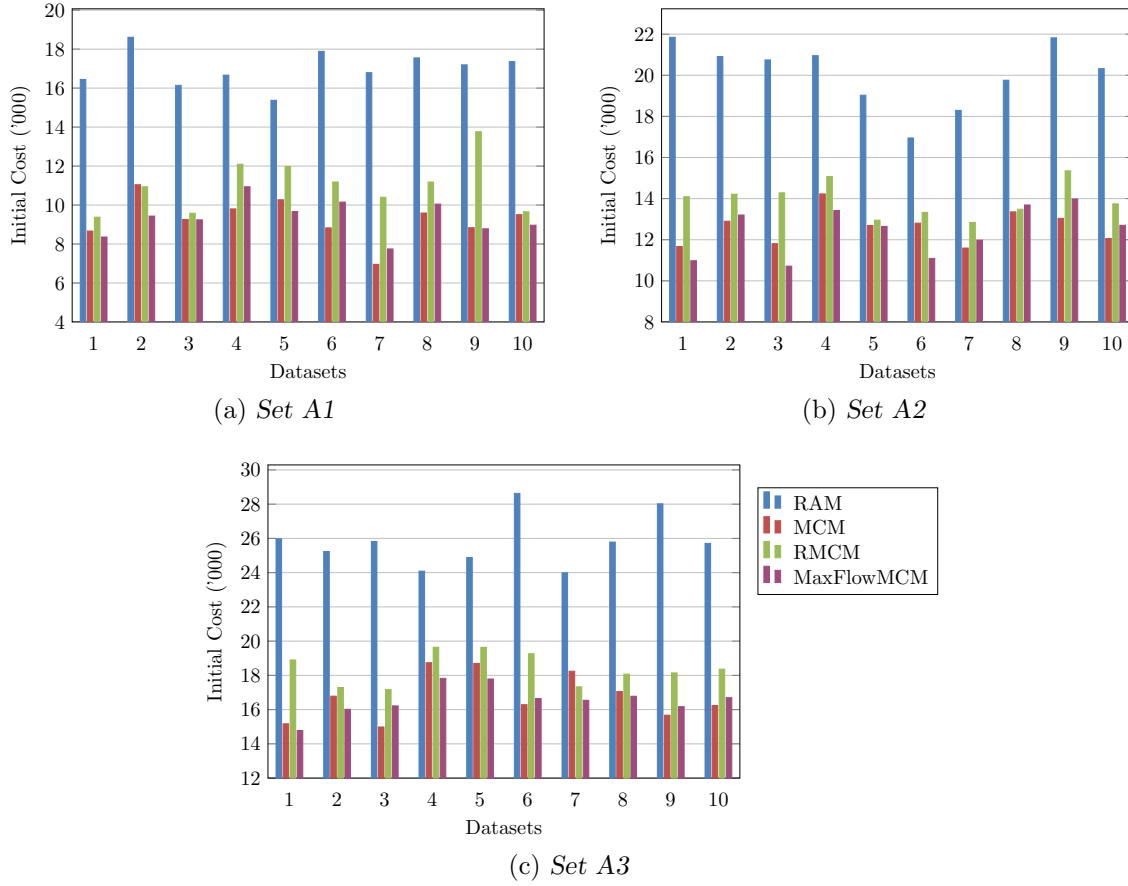 20
18
16
14
12
10
8
6
4
Initial Cost ('000)
1 2 3 4 5 6 7 8 9 10
Datasets
(a) Set A1
22
20
18
16
14
12
10
8
Initial Cost ('000)
1 2 3 4 5 6 7 8 9 10
Datasets
(b) Set A2
30
28
26
24
22
20
18
16
14
12
Initial Cost ('000)
1 2 3 4 5 6 7 8 9 10
Datasets
(c) Set A3
RAM
MCM
RMCM
MaxFlowMCM